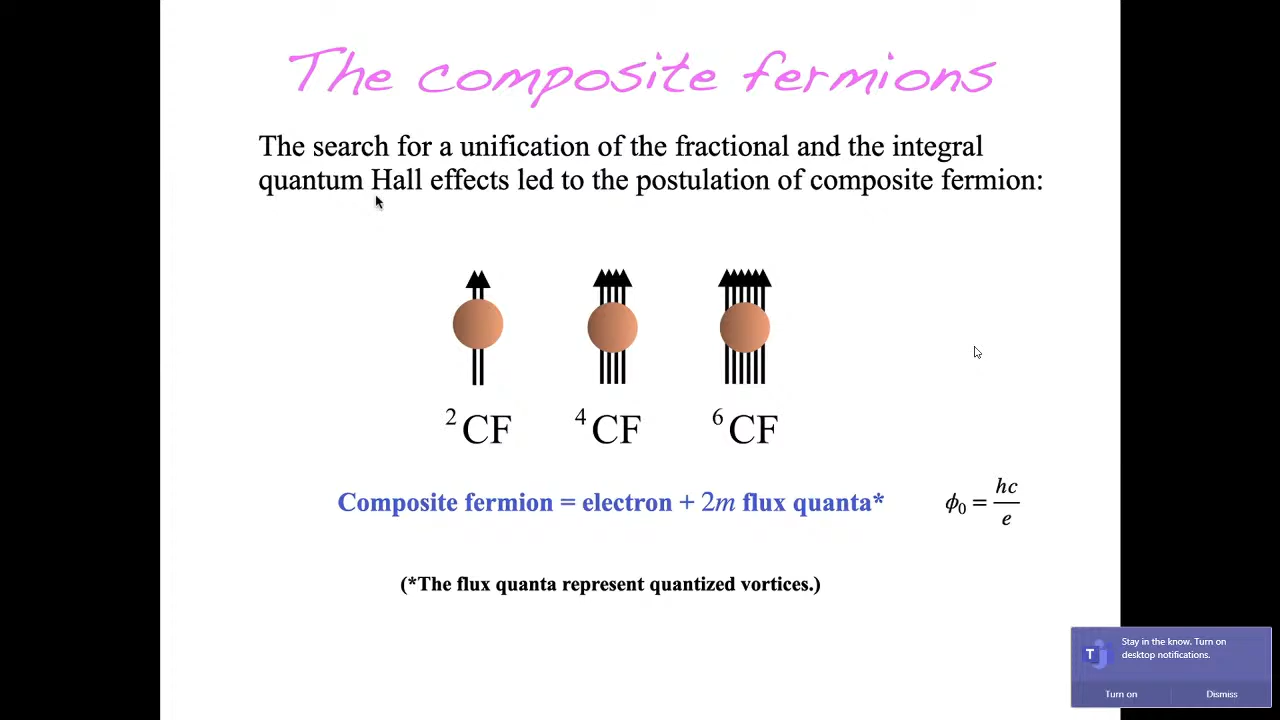 The composite fermions
The search for a unification of the fractional and the integral
quantum Hall effects led to the postulation of composite fermion:
²CF ⁴CF ⁶CF
Composite fermion = electron + 2m flux quanta*
ϕ₀ = hc/e
(*The flux quanta represent quantized vortices.)
Stay in the know. Turn on
desktop notifications.
Turn on Dismiss